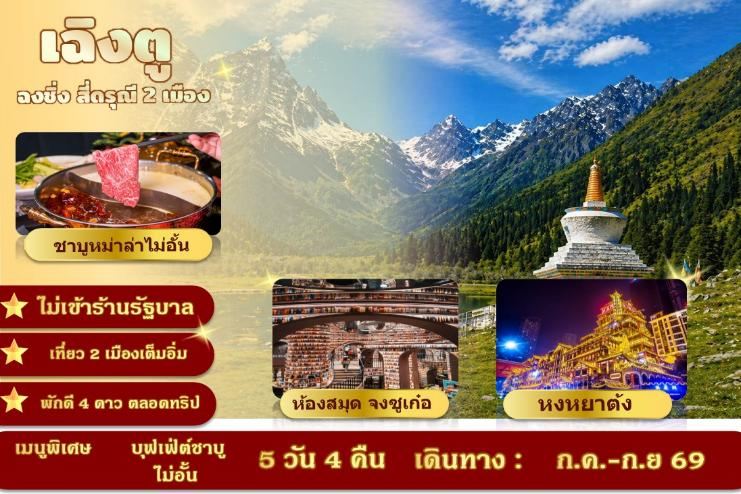 เฉิงตู
ฉงชิ่ง สี่ดรุณี 2 เมือง
ชาบูหม่าล่าไม่อั้น
ไม่เข้าร้านรัฐบาล
เที่ยว 2 เมืองเต็มอิ่ม
พักดี 4 ดาว ตลอดทริป
ห้องสมุด จงซูเก๋อ
หงหยาต้ง
เมนูพิเศษ บุฟเฟ่ต์ชาบู
ไม่อั้น
5 วัน 4 คืน เดินทาง : ก.ค.-ก.ย 69